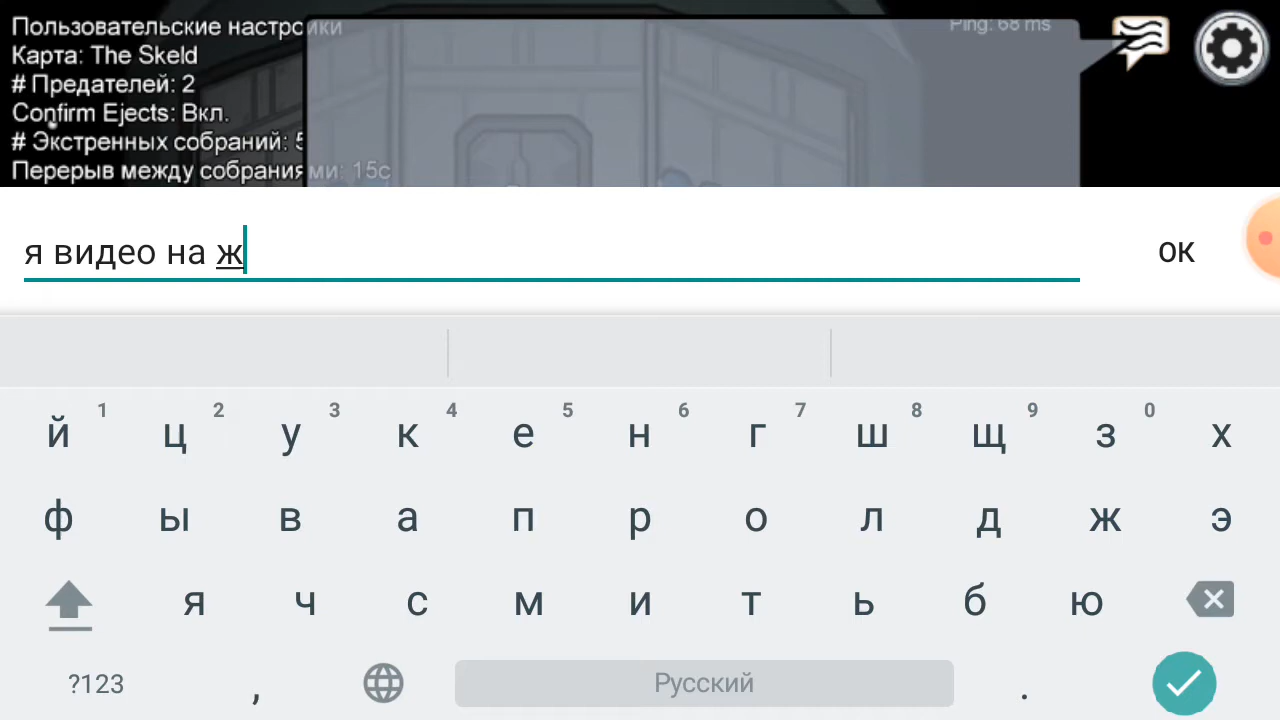 Пользовательские настройки
Ping: 68 ms
Карта: The Skeld
# Предателей: 2
Confirm Ejects: Вкл.
# Экстренных собраний: 5
Перерыв между собраниями: 15с
я видео на ж
ОК
1 2 3 4 5 6 7 8 9 0
й ц у к е н г ш щ з х
ф ы в а п р о л д ж э
я ч с м и т ь б ю
?123 , Русский .